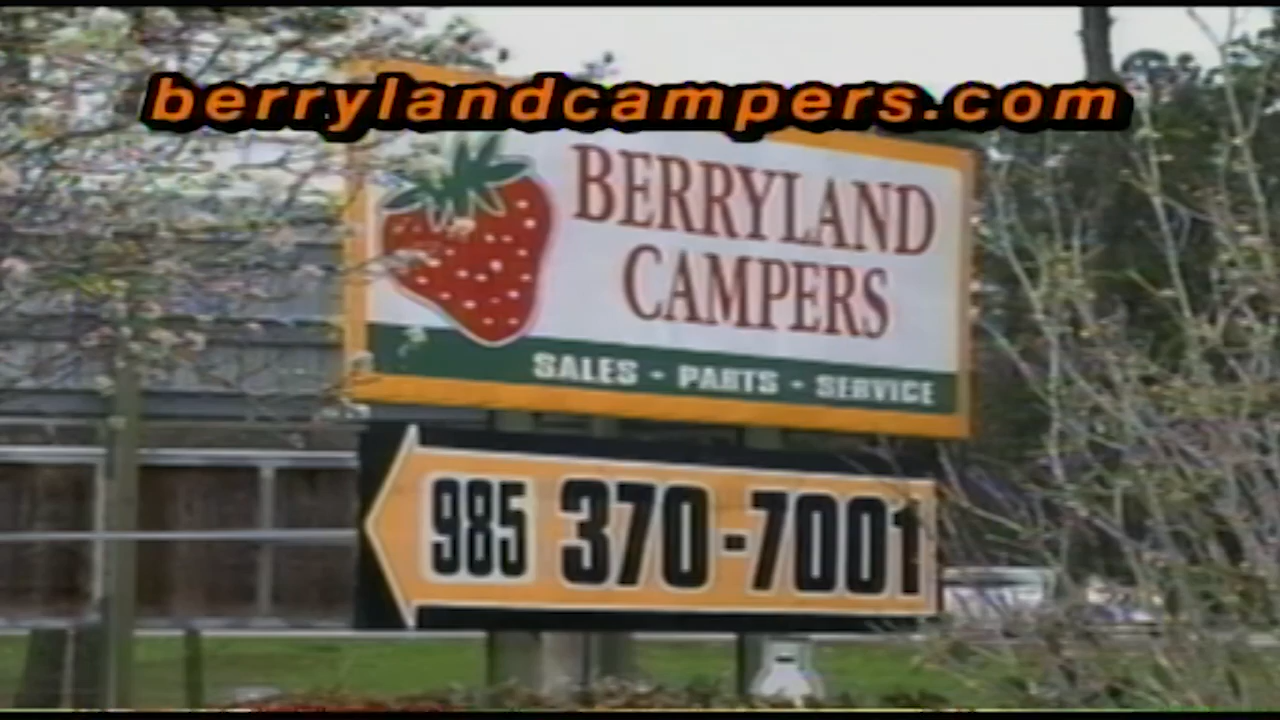 berrylandcampers.com
BERRYLAND
CAMPERS
SALES - PARTS - SERVICE
985 370-7001